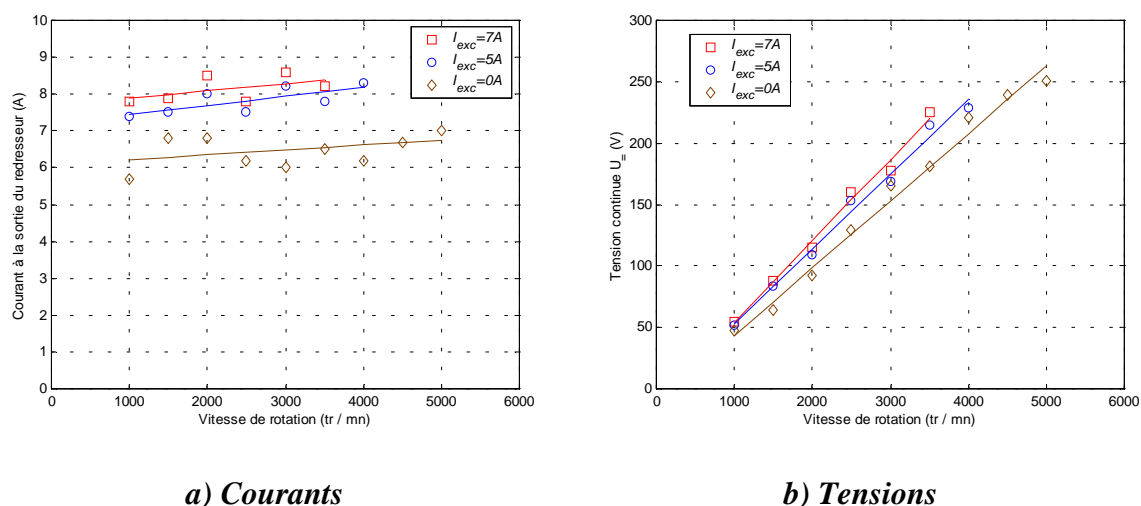 10
9
8
7
6
5
4
3
2
1
0
0
1000
2000
3000
4000
5000
6000
Courant à la sortie du redresseur (A)
Vitesse de rotation (tr / mn)
I_exc=7A
I_exc=5A
I_exc=0A
a) Courants
300
250
200
150
100
50
0
0
1000
2000
3000
4000
5000
6000
Tension continue U_= (V)
Vitesse de rotation (tr / mn)
I_exc=7A
I_exc=5A
I_exc=0A
b) Tensions